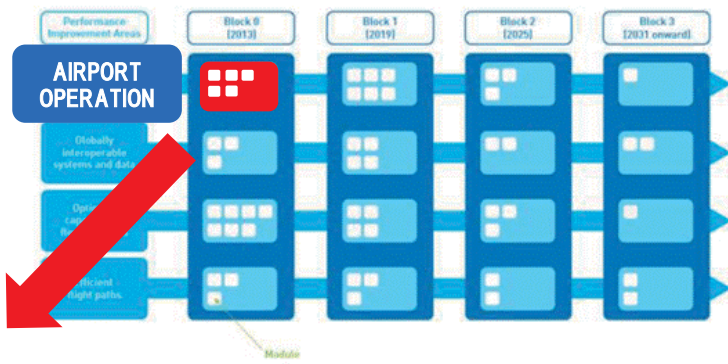 Performance
Improvement Areas
Block 0
(2013)
Block 1
(2019)
Block 2
(2025)
Block 3
(2031 onward)
AIRPORT
OPERATION
Globally
interoperable
systems and data
flight paths
Module